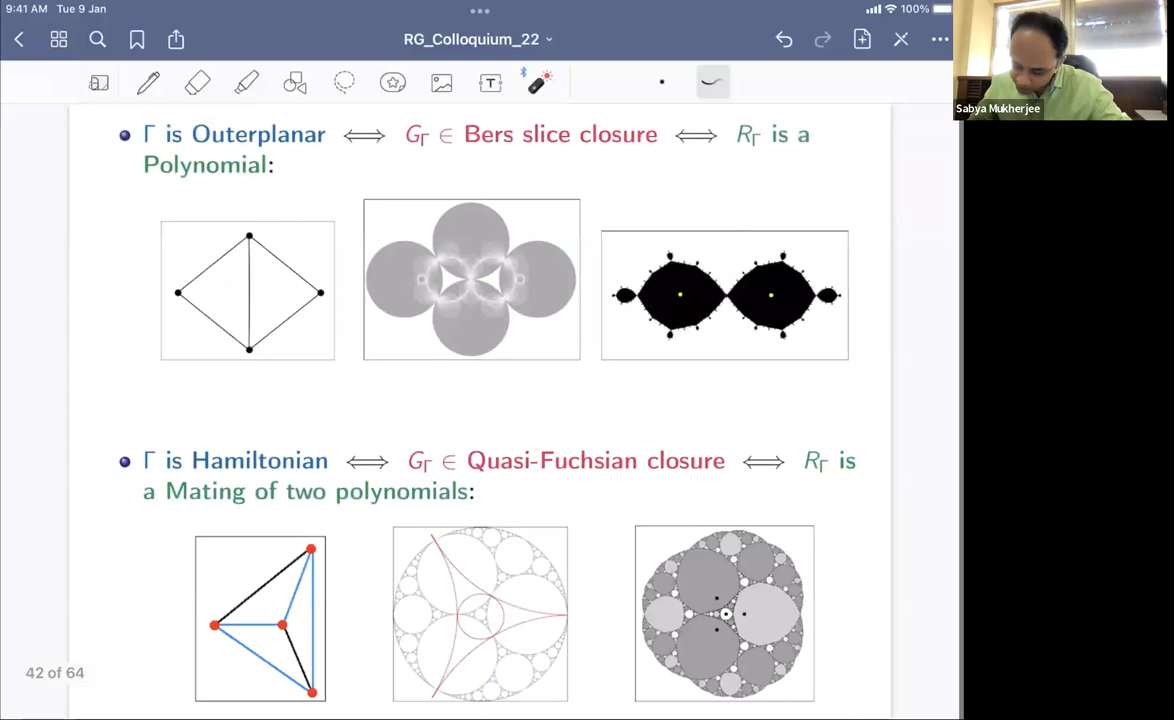 9:41 AM Tue 9 Jan
100%
RG_Colloquium_22
T
Sabya Mukherjee
Γ is Outerplanar ⟺ G_Γ ∈ Bers slice closure ⟺ R_Γ is a
Polynomial:
Γ is Hamiltonian ⟺ G_Γ ∈ Quasi-Fuchsian closure ⟺ R_Γ is
a Mating of two polynomials:
42 of 64